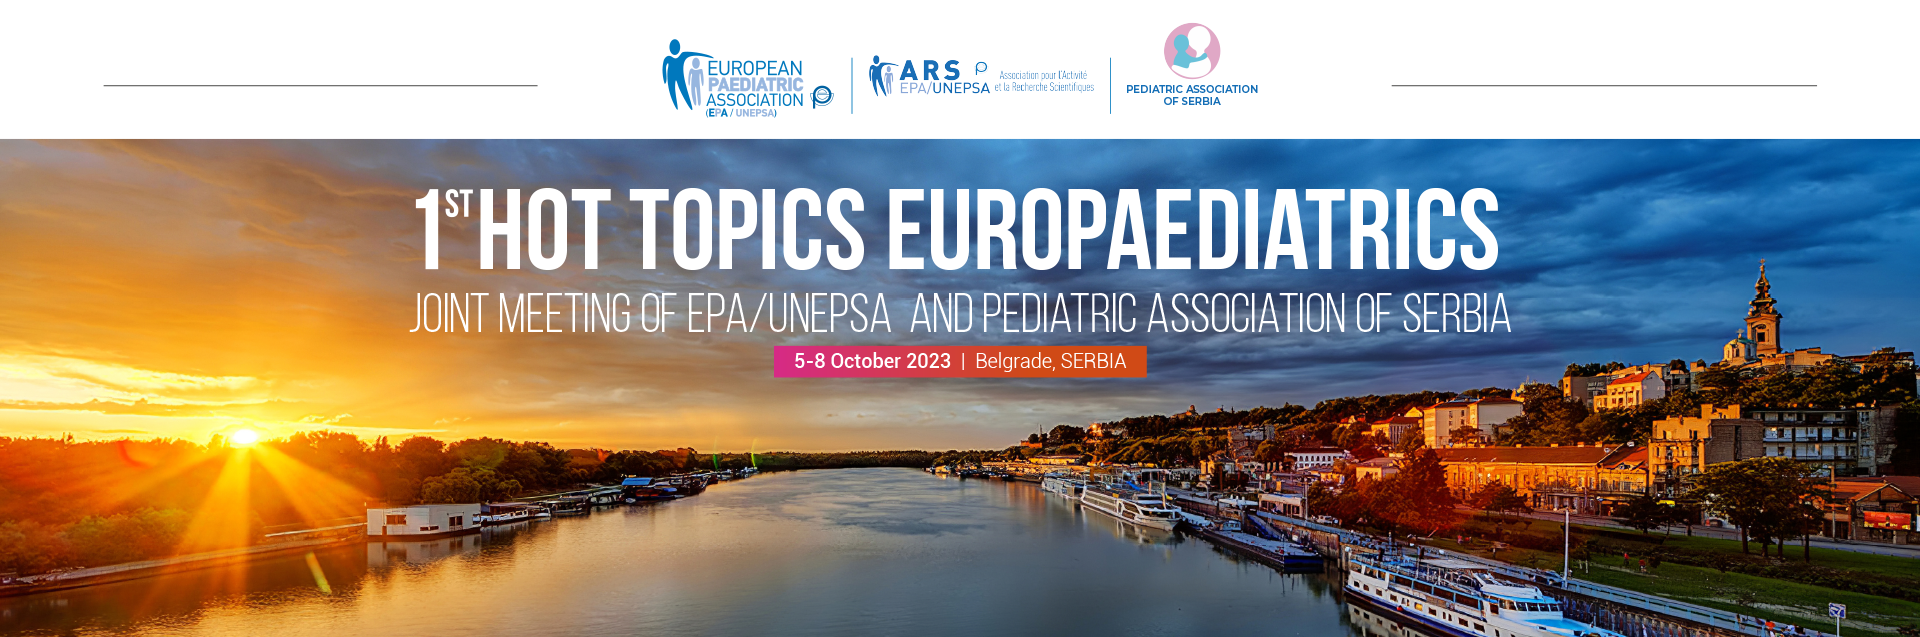 EUROPEAN
PAEDIATRIC
ASSOCIATION
(EPA / UNEPSA)
ARS
EPA/UNEPSA
Association pour l'Activité
et la Recherche Scientifiques
PEDIATRIC ASSOCIATION
OF SERBIA
1ST HOT TOPICS EUROPAEDIATRICS
JOINT MEETING OF EPA/UNEPSA AND PEDIATRIC ASSOCIATION OF SERBIA
5-8 October 2023 | Belgrade, SERBIA